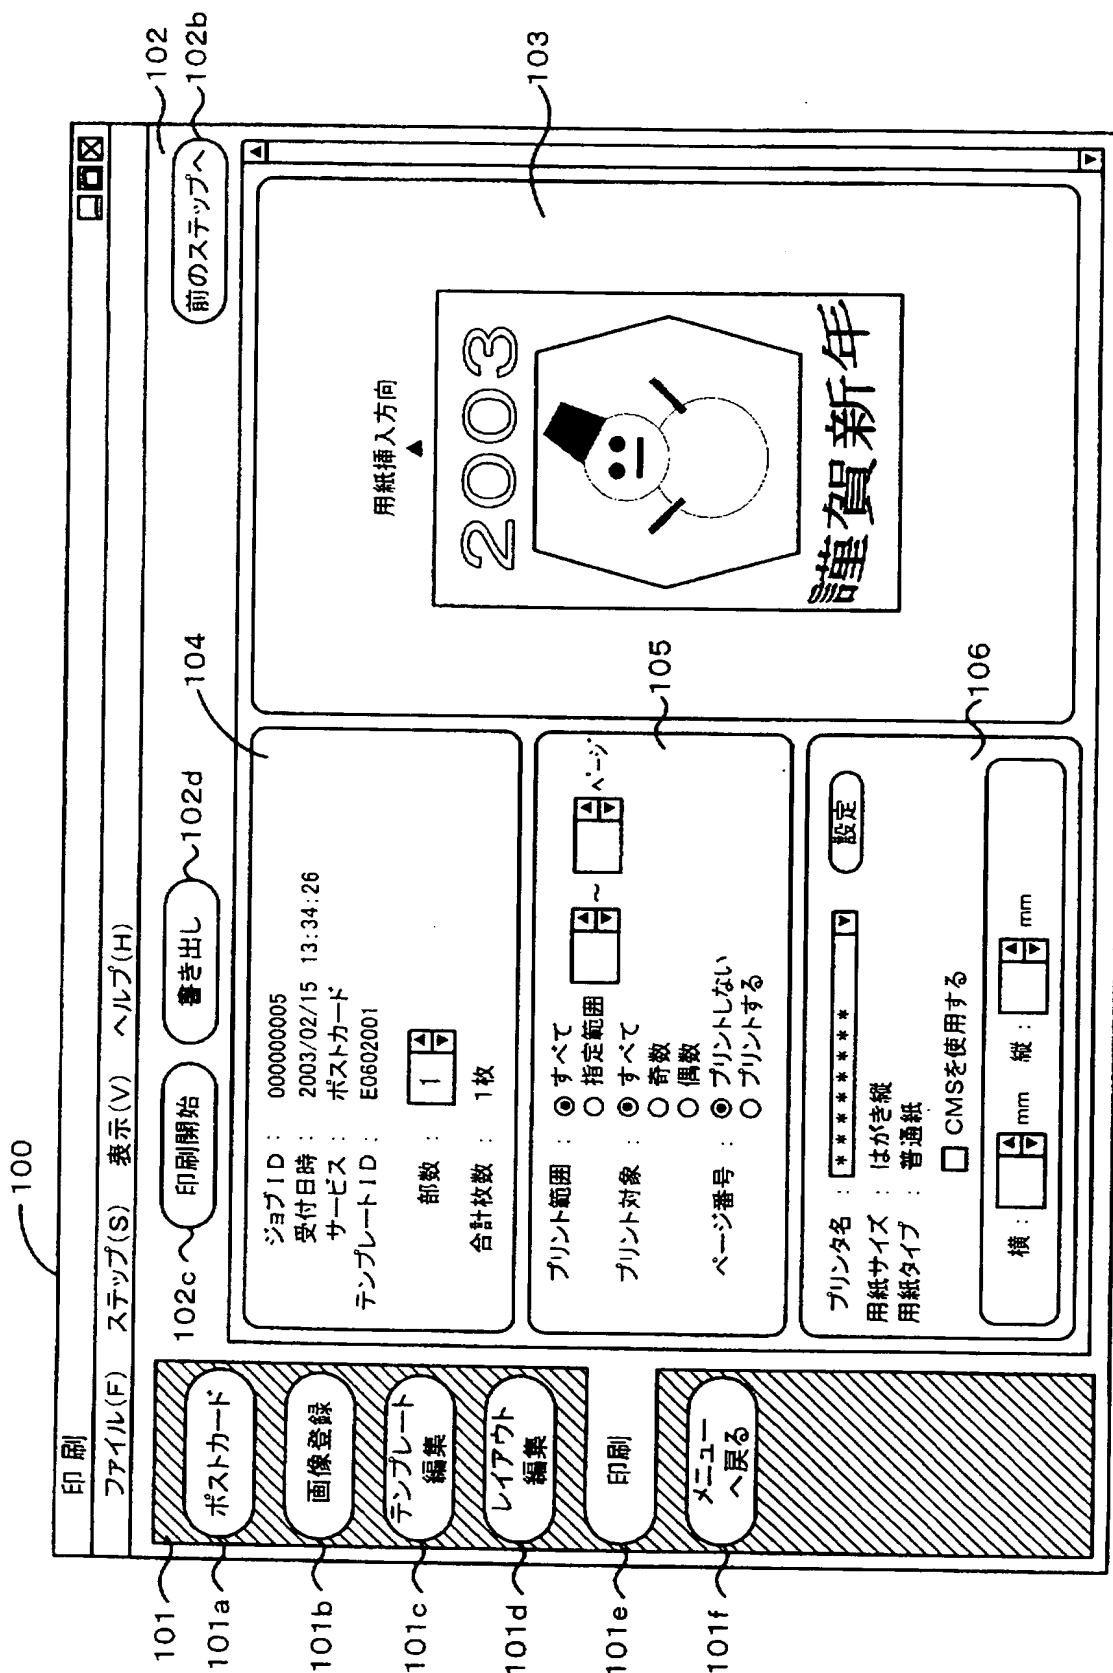 100
印刷
ファイル(F) ステップ(S) 表示(V) ヘルプ(H)
102
102c 印刷開始 書き出し 102d 前のステップへ 102b
101
101a ポストカード
101b 画像登録
101c テンプレート
編集
101d レイアウト
編集
101e 印刷
101f メニュー
へ戻る
104
ジョブID : 000000005
受付日時 : 2003/02/15 13:34:26
サービス : ポストカード
テンプレートID : E0602001
部数 : 1
合計枚数 : 1枚
105
プリント範囲 : すべて
指定範囲 ~ ページ
プリント対象 : すべて
奇数
偶数
ページ番号 : プリントしない
プリントする
106
プリンタ名 : ********** 設定
用紙サイズ : はがき縦
用紙タイプ : 普通紙
CMSを使用する
横 : mm 縦 : mm
103
用紙挿入方向
2003
謹賀新年